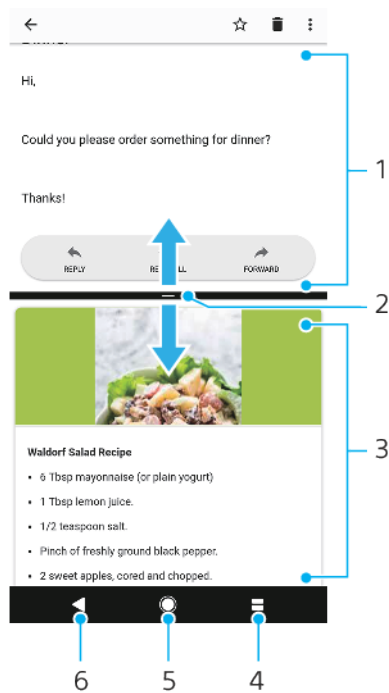 Hi,
Could you please order something for dinner?
1
Thanks!
REPLY FORWARD
2
Waldorf Salad Recipe
3
• 6 Tbsp mayonnaise (or plain yogurt)
• 1 Tbsp lemon juice.
• 1/2 teaspoon salt.
• Pinch of freshly ground black pepper.
• 2 sweet apples, cored and chopped.
6 5 4